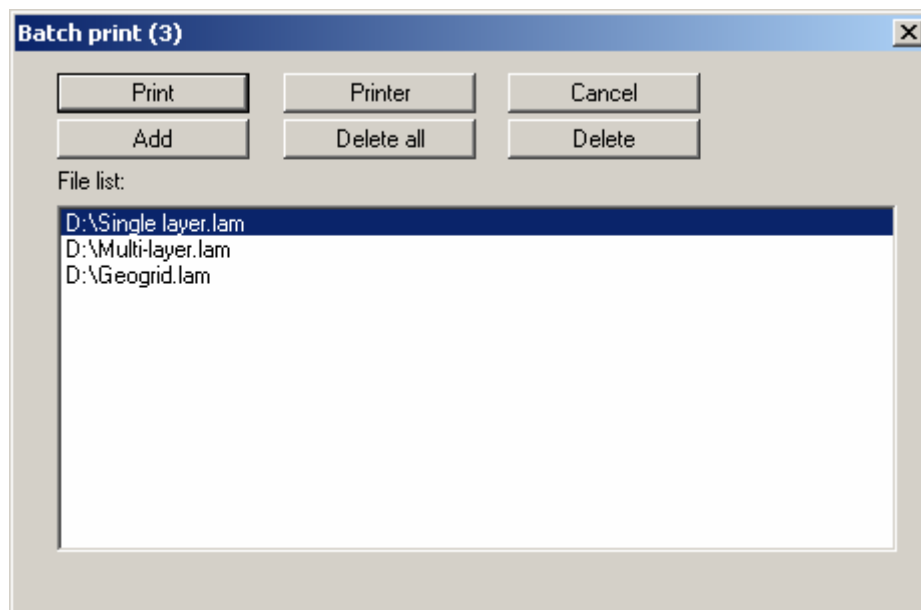 Batch print (3)
Print Printer Cancel
Add Delete all Delete
File list:
D:\Single layer.lam
D:\Multi-layer.lam
D:\Geogrid.lam